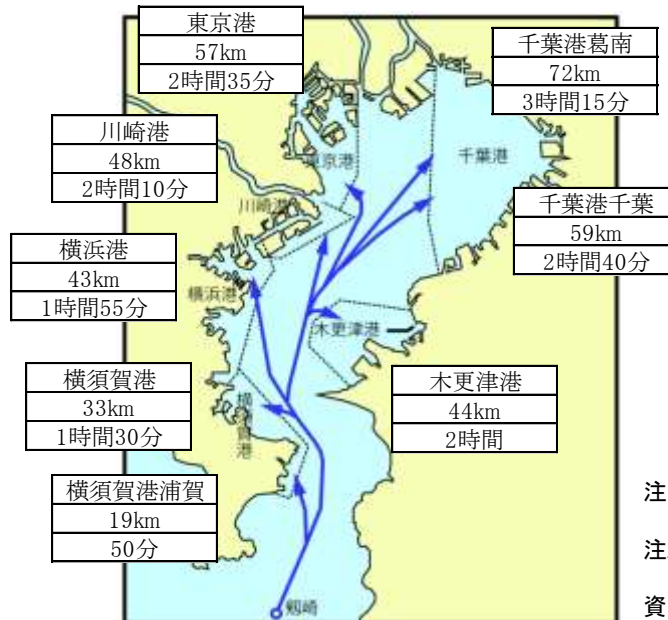 東京港
57km
2時間35分
千葉港葛南
72km
3時間15分
川崎港
48km
2時間10分
東京港
千葉港
川崎港
千葉港千葉
59km
2時間40分
横浜港
43km
1時間55分
横浜港
木更津港
横須賀港
33km
1時間30分
横須賀港
木更津港
44km
2時間
横須賀港浦賀
19km
50分
注
注
資
剱崎